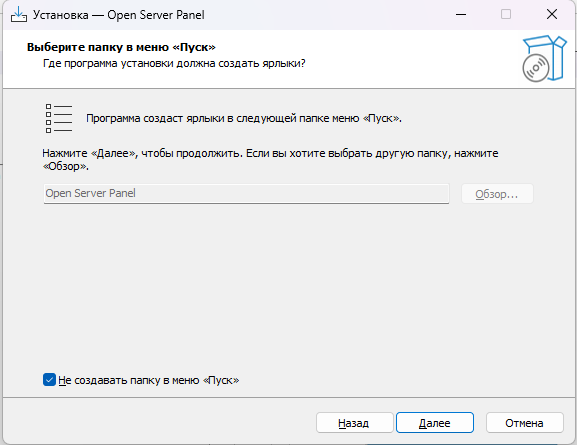 Установка — Open Server Panel
Выберите папку в меню «Пуск»
Где программа установки должна создать ярлыки?
Программа создаст ярлыки в следующей папке меню «Пуск».
Нажмите «Далее», чтобы продолжить. Если вы хотите выбрать другую папку, нажмите
«Обзор».
Open Server Panel
Обзор...
Не создавать папку в меню «Пуск»
Назад
Далее
Отмена